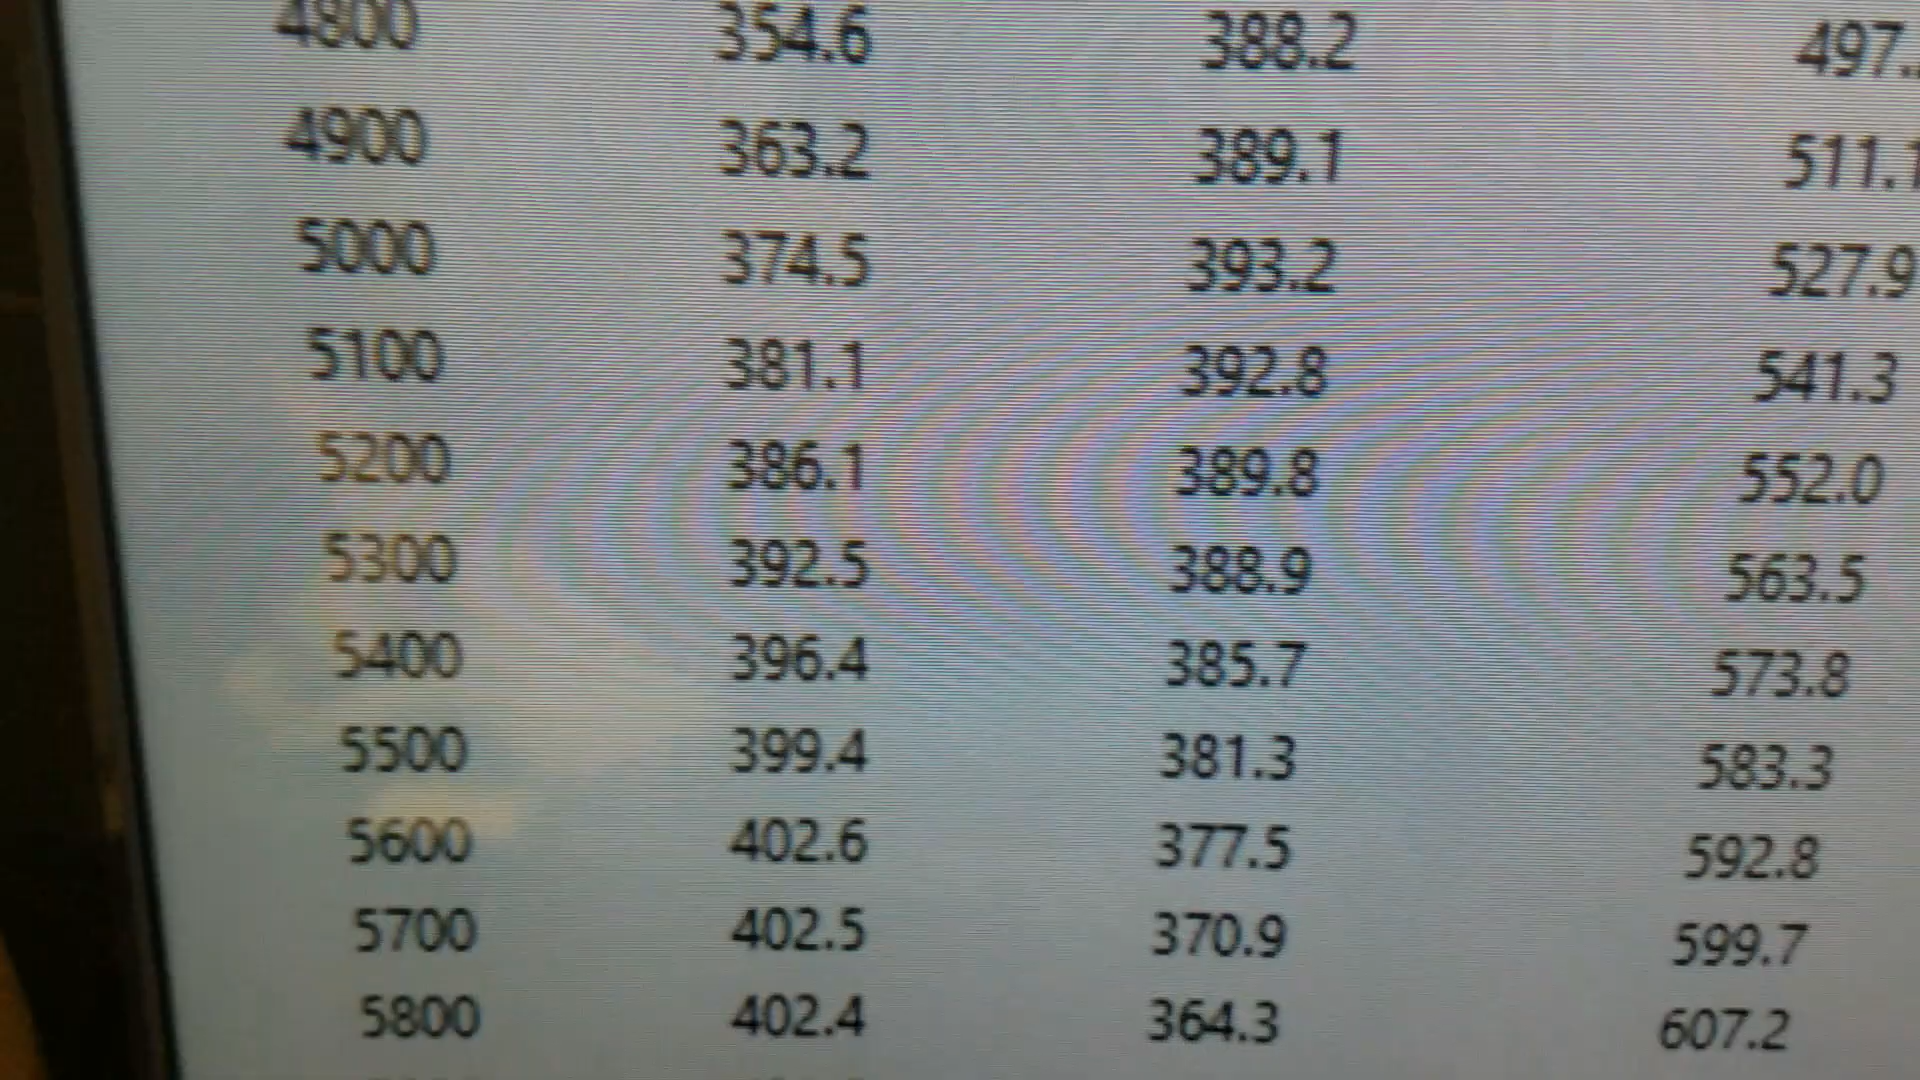 4800 354.6 388.2 497.
4900 363.2 389.1 511.1
5000 374.5 393.2 527.9
5100 381.1 392.8 541.3
5200 386.1 389.8 552.0
5300 392.5 388.9 563.5
5400 396.4 385.7 573.8
5500 399.4 381.3 583.3
5600 402.6 377.5 592.8
5700 402.5 370.9 599.7
5800 402.4 364.3 607.2